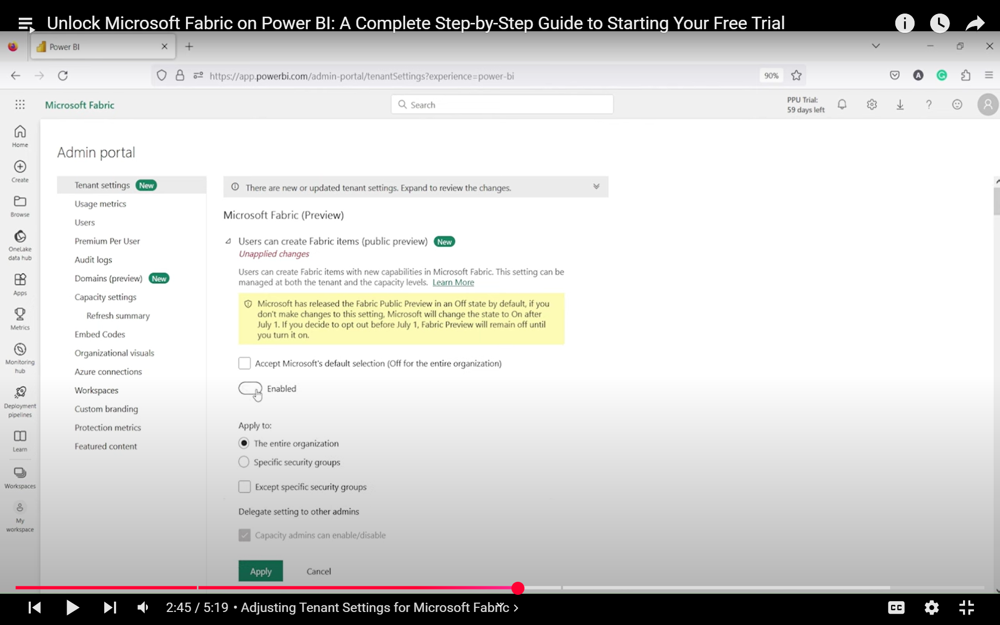 Unlock Microsoft Fabric on Power BI: A Complete Step-by-Step Guide to Starting Your Free Trial
Power BI
https://app.powerbi.com/admin-portal/tenantSettings?experience=power-bi
90%
A
G
Microsoft Fabric
Search
PPU Trial:
59 days left
Home
Create
Browse
OneLake
data hub
Apps
Metrics
Monitoring
hub
Deployment
pipelines
Learn
Workspaces
My
workspace
Admin portal
Tenant settings New
Usage metrics
Users
Premium Per User
Audit logs
Domains (preview) New
Capacity settings
Refresh summary
Embed Codes
Organizational visuals
Azure connections
Workspaces
Custom branding
Protection metrics
Featured content
There are new or updated tenant settings. Expand to review the changes.
Microsoft Fabric (Preview)
Users can create Fabric items (public preview) New
Unapplied changes
Users can create Fabric items with new capabilities in Microsoft Fabric. This setting can be
managed at both the tenant and the capacity levels. Learn More
Microsoft has released the Fabric Public Preview in an Off state by default, if you
don't make changes to this setting, Microsoft will change the state to On after
July 1. If you decide to opt out before July 1, Fabric Preview will remain off until
you turn it on.
Accept Microsoft's default selection (Off for the entire organization)
Enabled
Apply to:
The entire organization
Specific security groups
Except specific security groups
Delegate setting to other admins
Capacity admins can enable/disable
Apply Cancel
2:45 / 5:19 • Adjusting Tenant Settings for Microsoft Fabric
CC